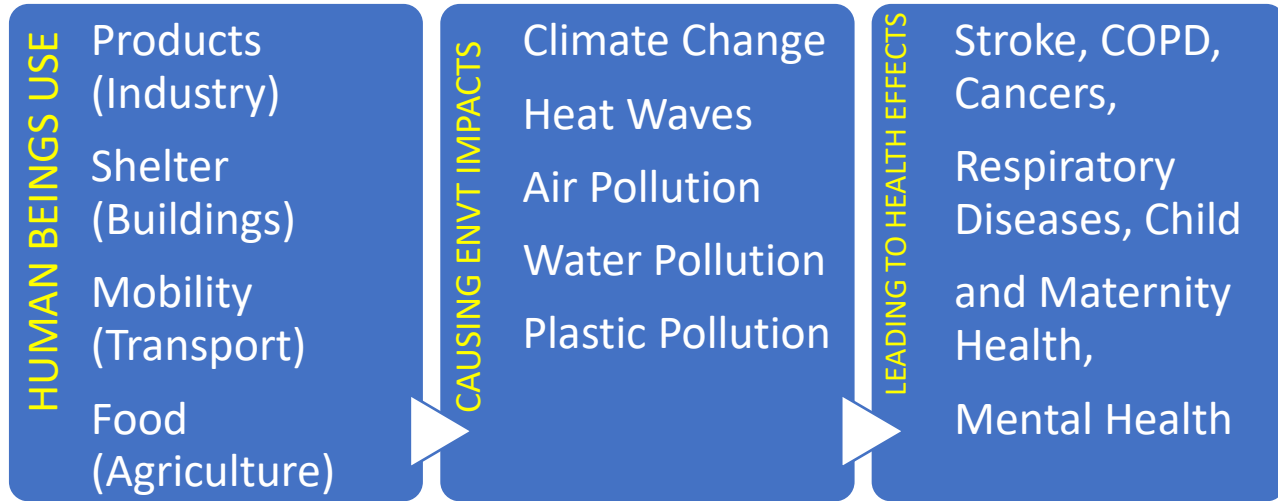 HUMAN BEINGS USE
Products
(Industry)
Shelter
(Buildings)
Mobility
(Transport)
Food
(Agriculture)
CAUSING ENVT IMPACTS
Climate Change
Heat Waves
Air Pollution
Water Pollution
Plastic Pollution
LEADING TO HEALTH EFFECTS
Stroke, COPD,
Cancers,
Respiratory
Diseases, Child
and Maternity
Health,
Mental Health